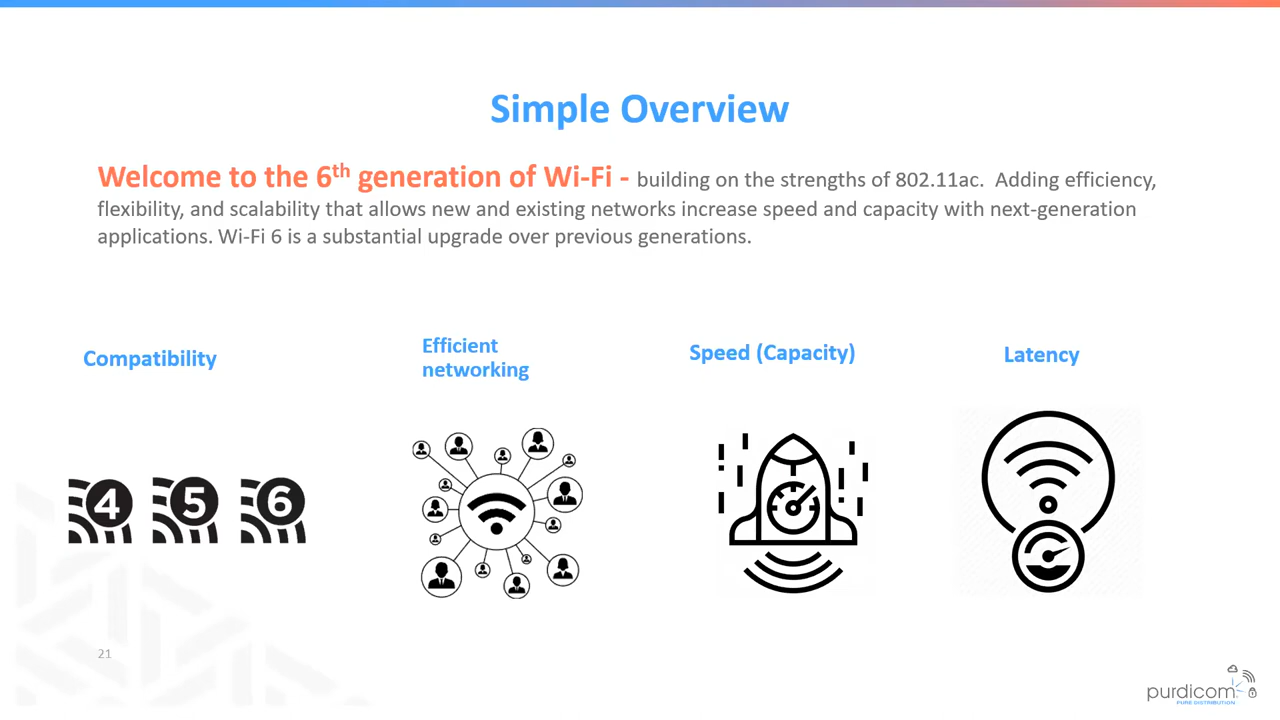 Simple Overview
Welcome to the 6th generation of Wi-Fi - building on the strengths of 802.11ac.  Adding efficiency,
flexibility, and scalability that allows new and existing networks increase speed and capacity with next-generation
applications. Wi-Fi 6 is a substantial upgrade over previous generations.
Compatibility
Efficient
networking
Speed (Capacity)
Latency
4 5 6
21
purdicom
PURE DISTRIBUTION